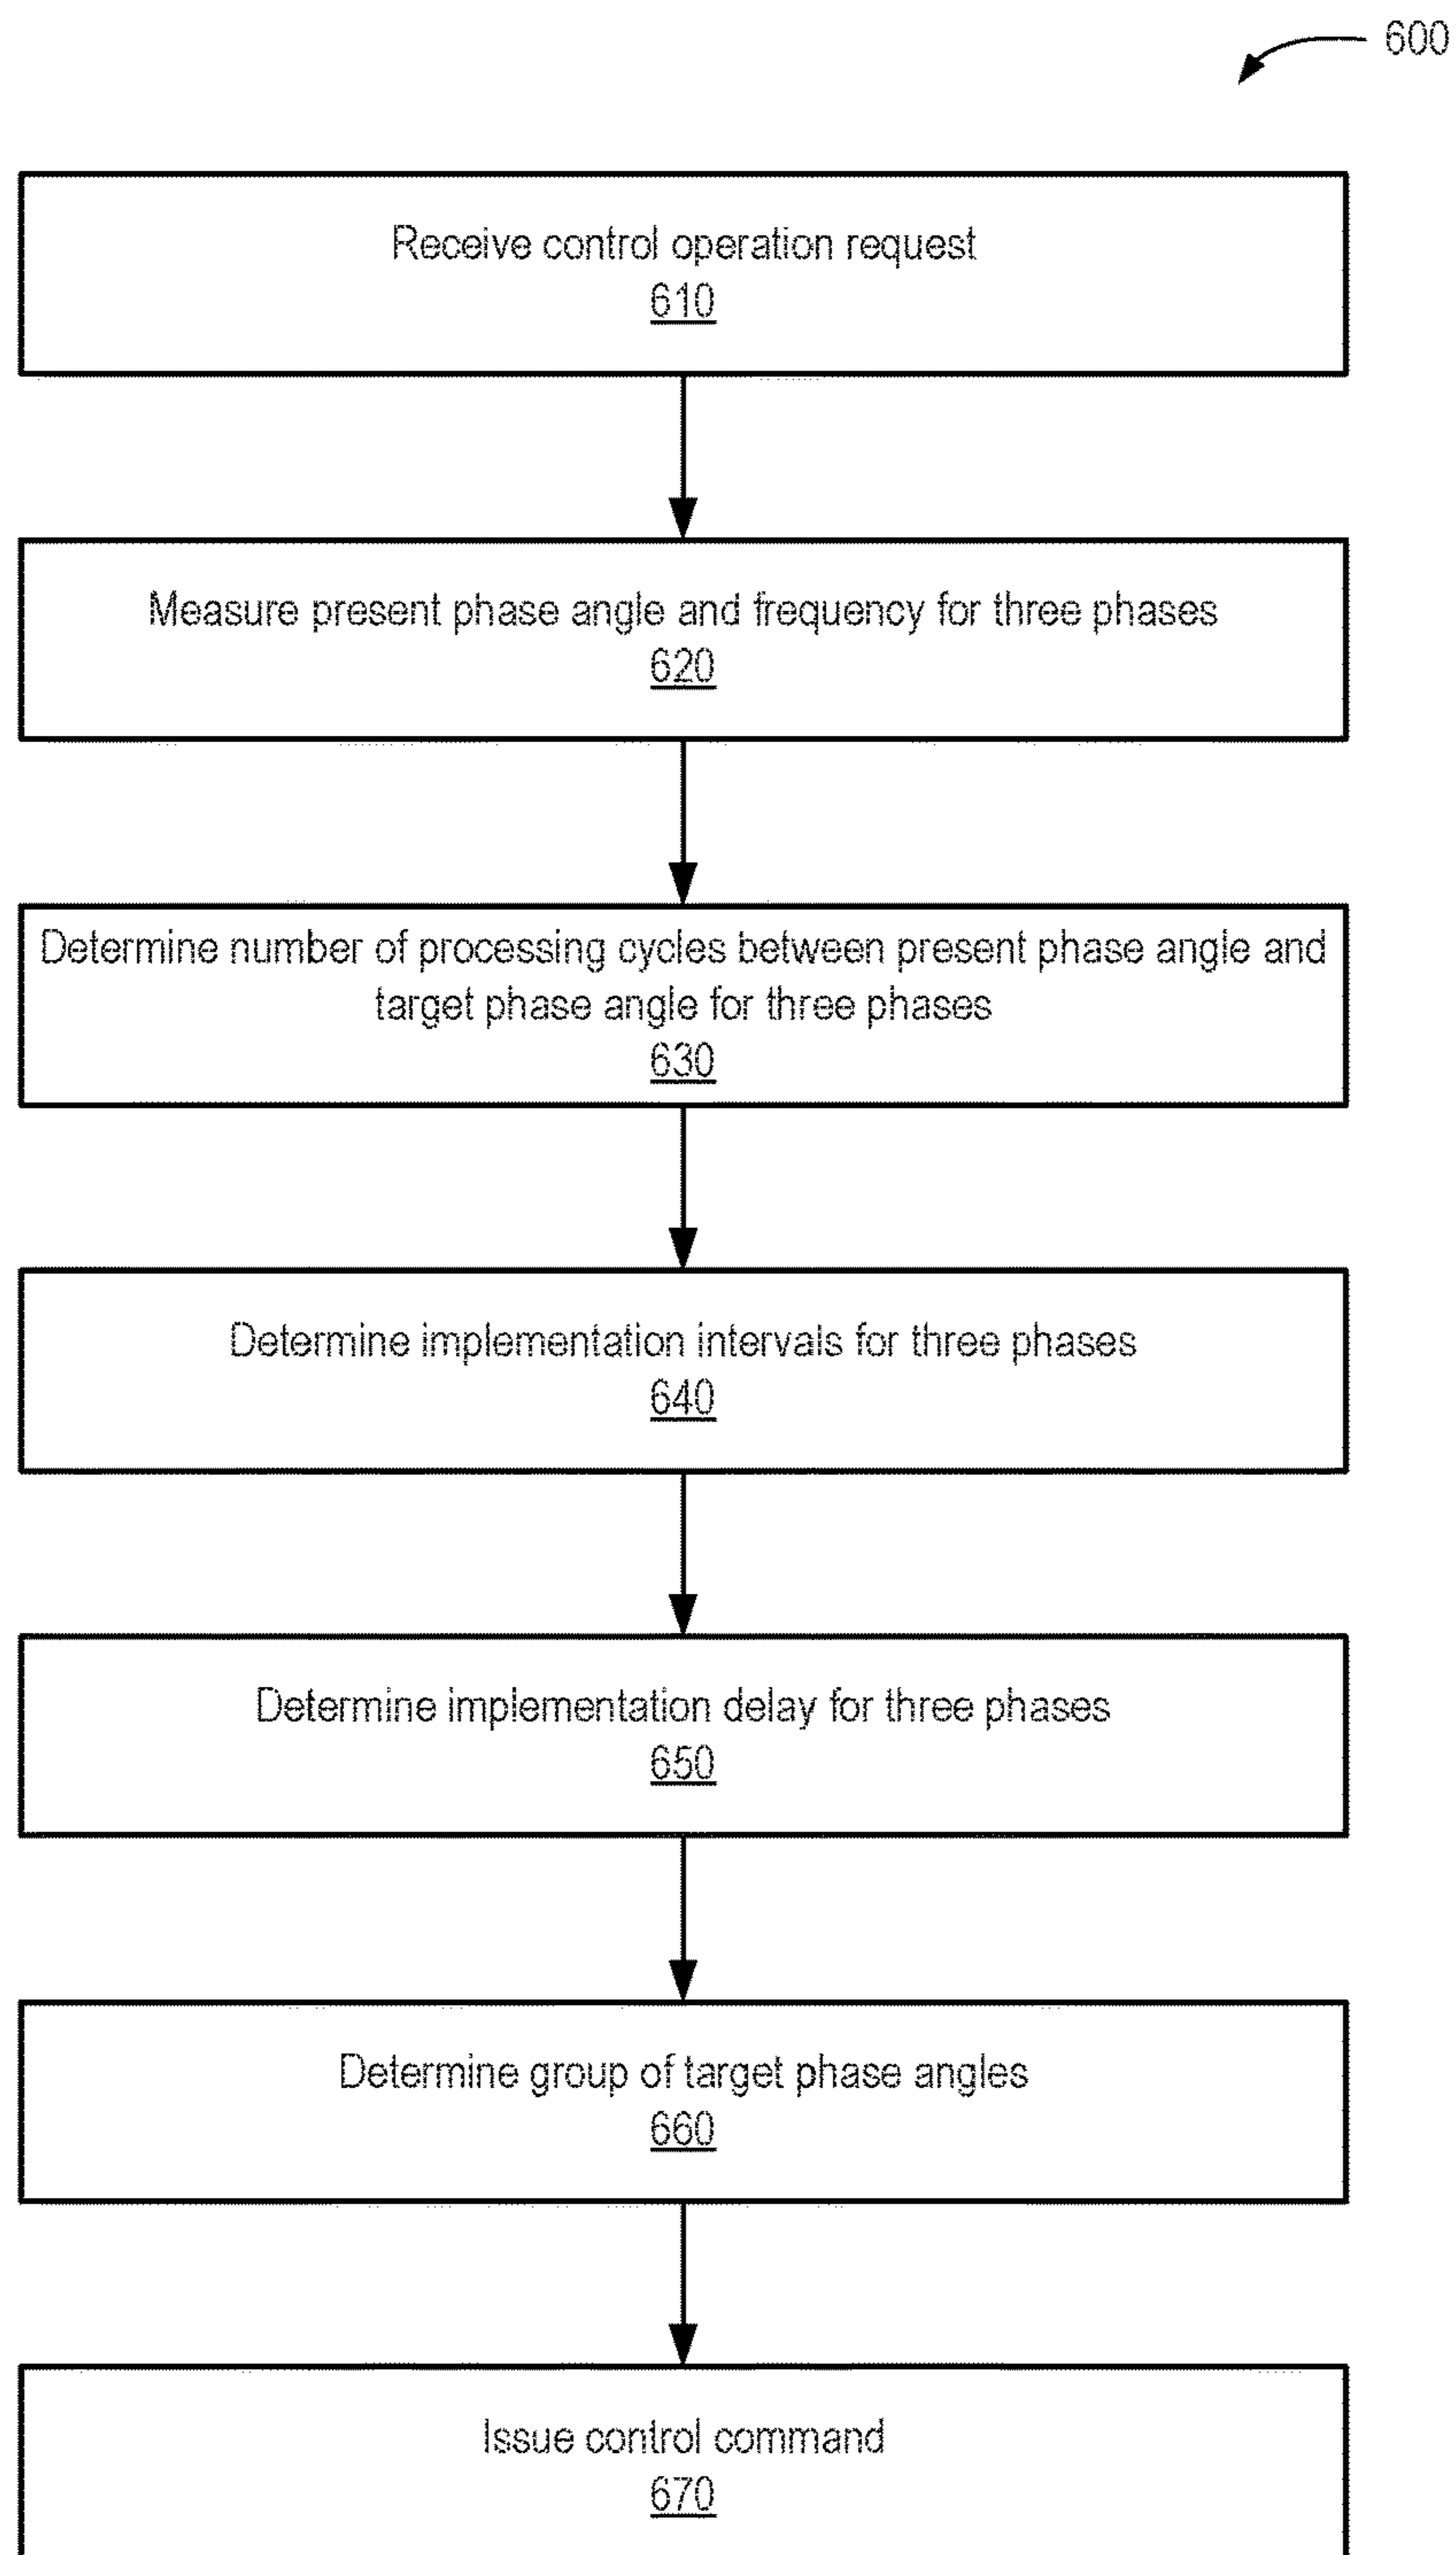 600
Receive control operation request
610
Measure present phase angle and frequency for three phases
620
Determine number of processing cycles between present phase angle and
target phase angle for three phases
630
Determine implementation intervals for three phases
640
Determine implementation delay for three phases
650
Determine group of target phase angles
660
Issue control command
670